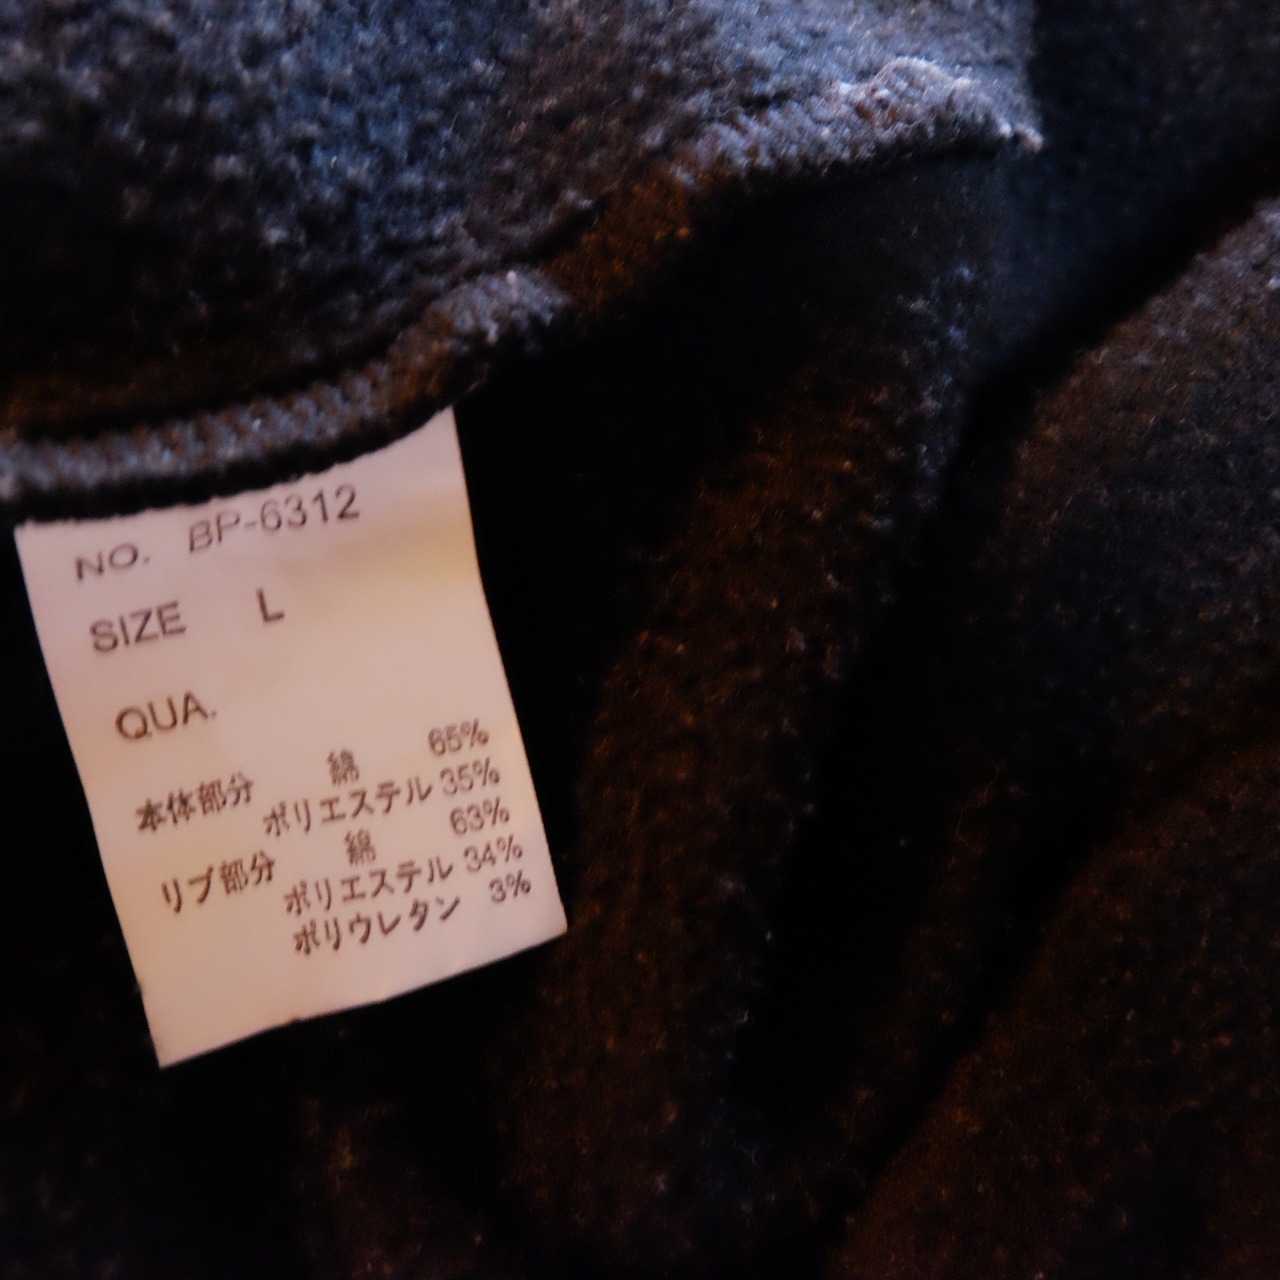 NO. BP-6312
SIZE L
QUA.
本体部分 綿 65%
ポリエステル 35%
リブ部分 綿 63%
ポリエステル 34%
ポリウレタン 3%